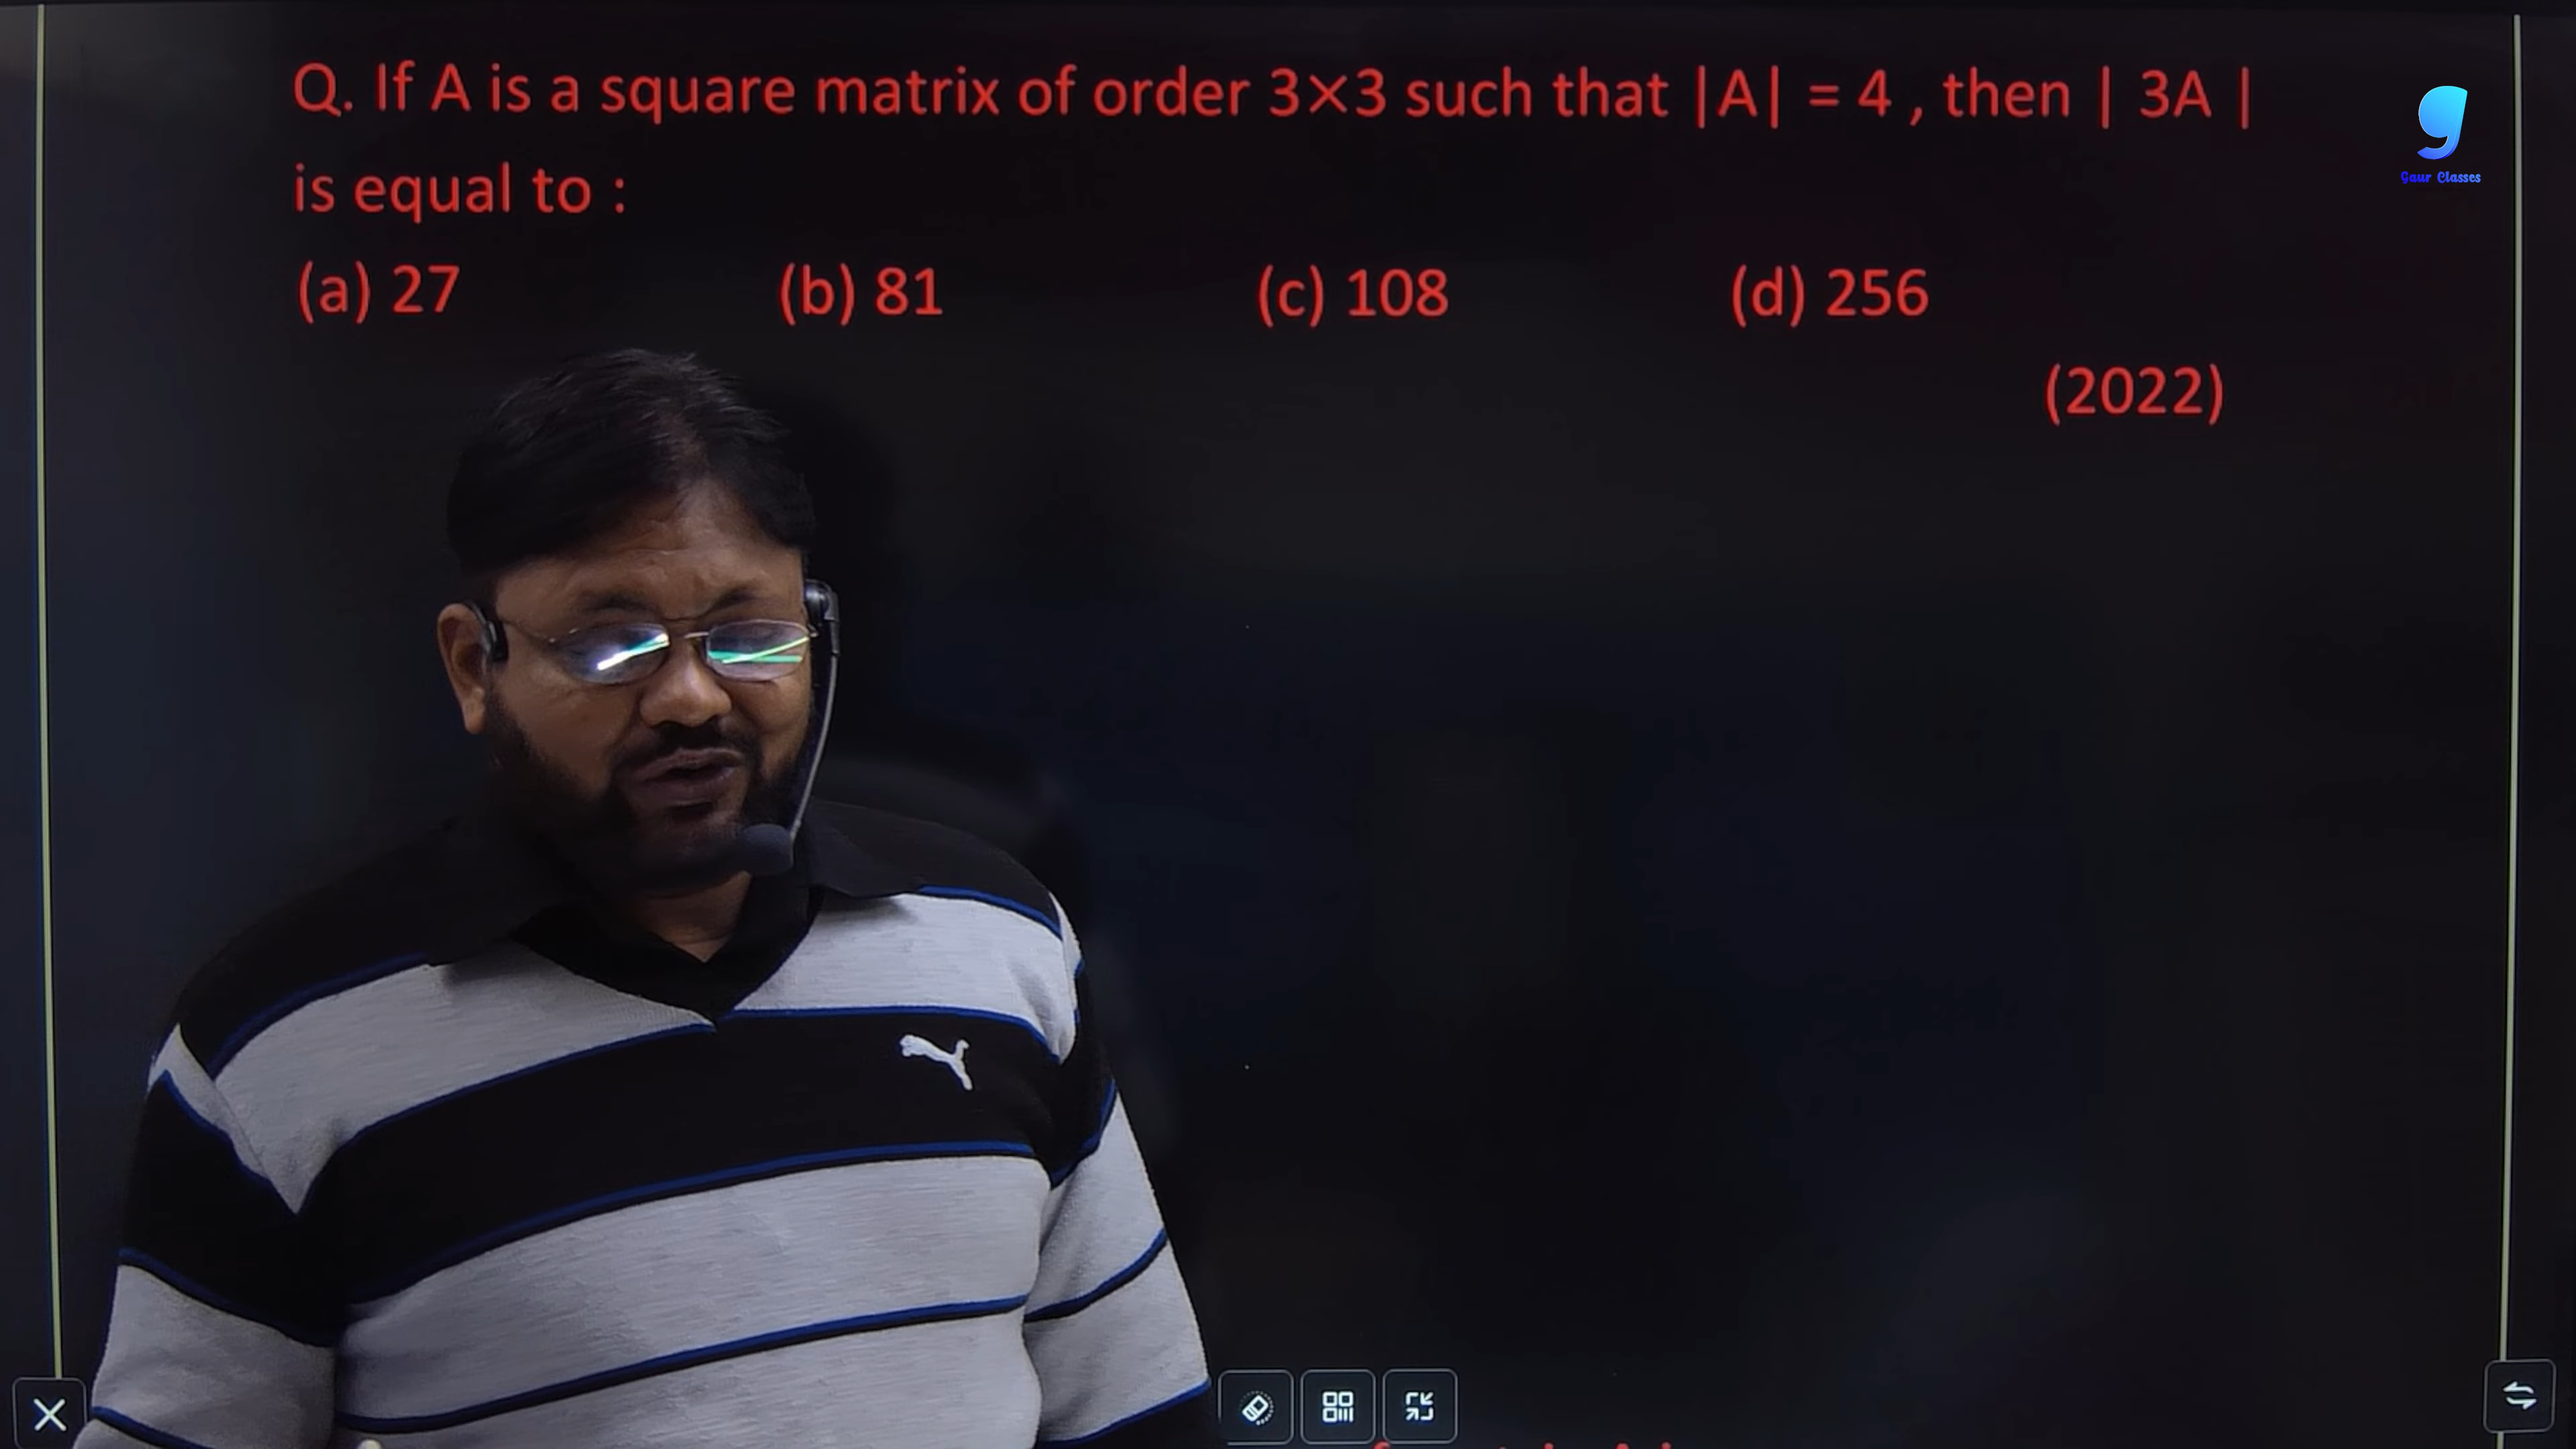 Q. If A is a square matrix of order 3×3 such that |A| = 4 , then | 3A |
is equal to :
(a) 27 (b) 81 (c) 108 (d) 256
(2022)
g
Gaur Classes